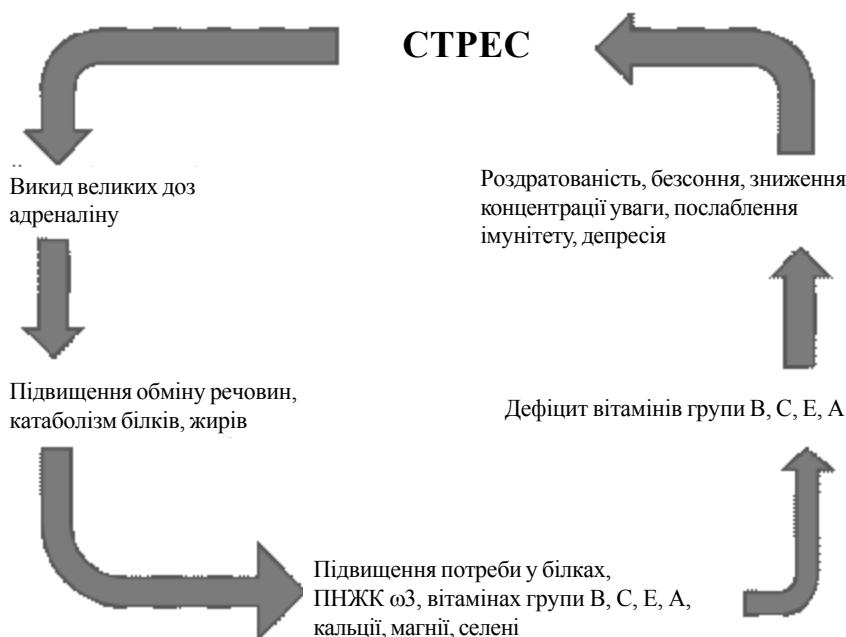 СТРЕС
Викид великих доз
адреналіну
Роздратованість, безсоння, зниження
концентрації уваги, послаблення
імунітету, депресія
Підвищення обміну речовин,
катаболізм білків, жирів
Дефіцит вітамінів групи В, С, Е, А
Підвищення потреби у білках,
ПНЖК ω3, вітамінах групи В, С, Е, А,
кальції, магнії, селені